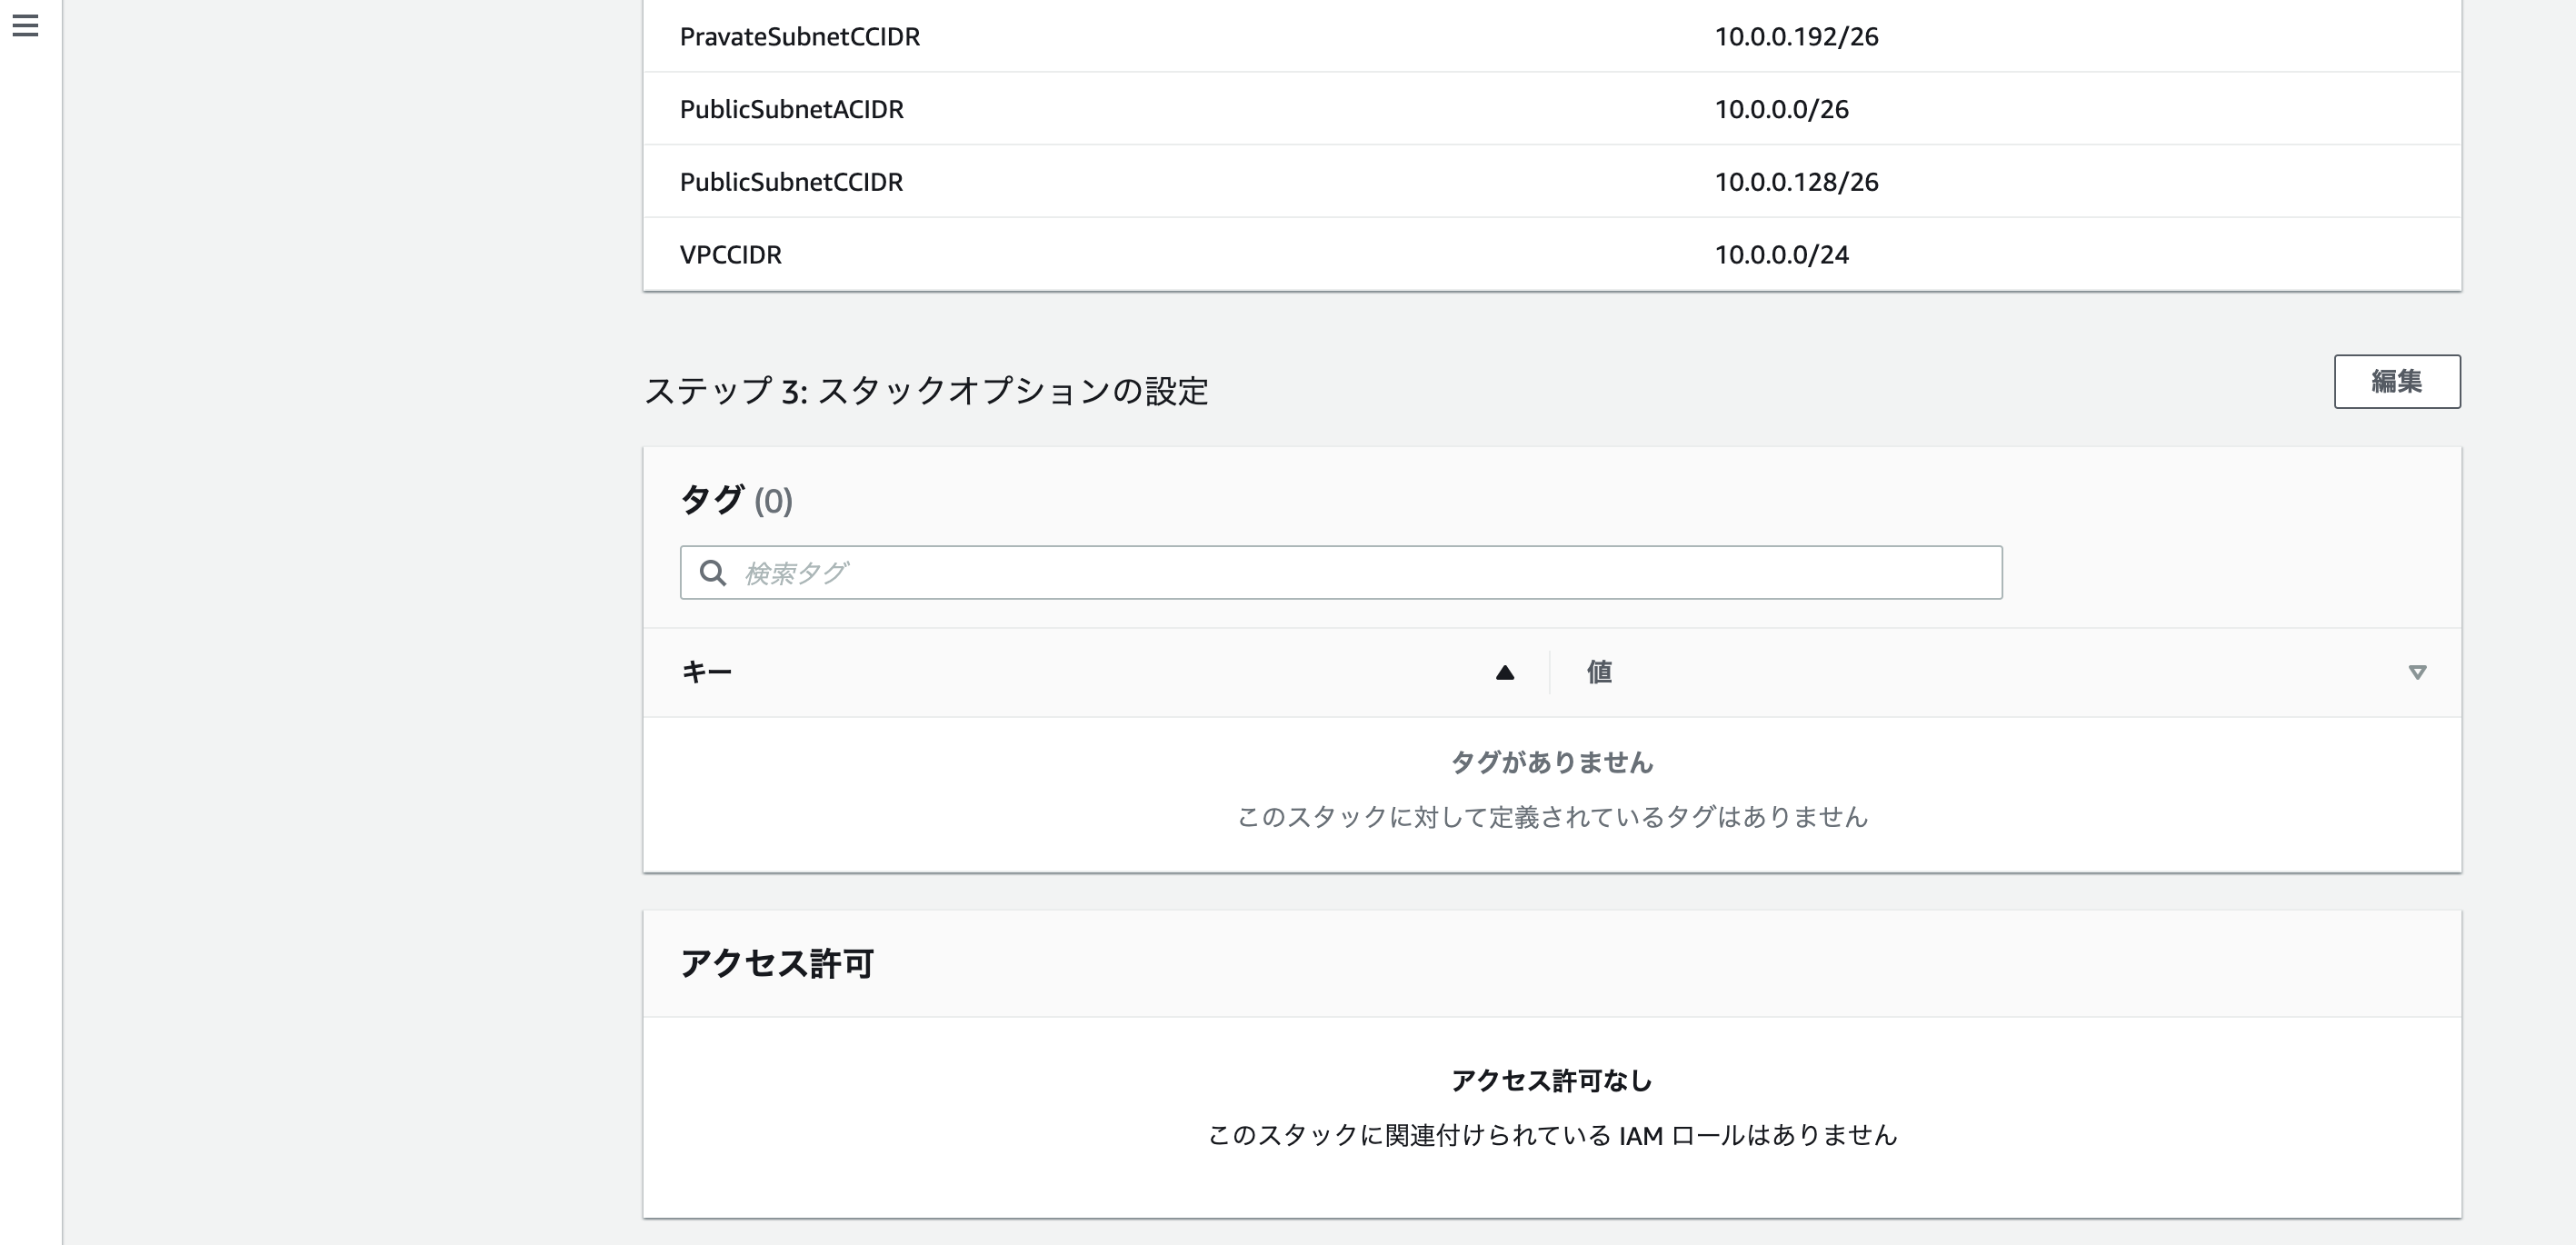 PravateSubnetCCIDR 10.0.0.192/26
PublicSubnetACIDR 10.0.0.0/26
PublicSubnetCCIDR 10.0.0.128/26
VPCCIDR 10.0.0.0/24
ステップ 3: スタックオプションの設定
編集
タグ (0)
検索タグ
キー 値
タグがありません
このスタックに対して定義されているタグはありません
アクセス許可
アクセス許可なし
このスタックに関連付けられている IAM ロールはありません